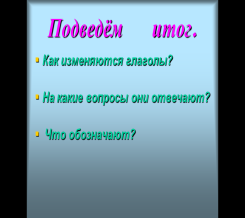 Подведём итог.
• Как изменяются глаголы?
• На какие вопросы они отвечают?
• Что обозначают?